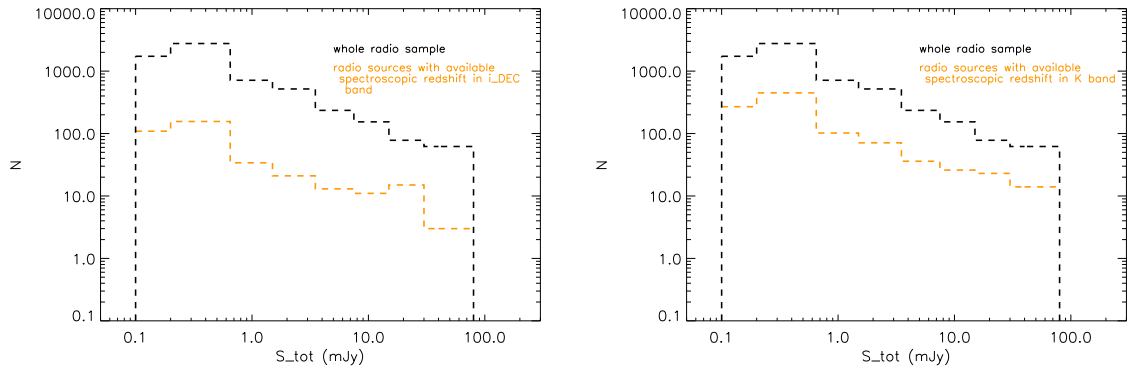 10000.0
1000.0
100.0
10.0
1.0
0.1
N
0.1
1.0
10.0
100.0
S_tot (mJy)
whole radio sample
radio sources with available
spectroscopic redshift in i_DEC
band
10000.0
1000.0
100.0
10.0
1.0
0.1
N
0.1
1.0
10.0
100.0
S_tot (mJy)
whole radio sample
radio sources with available
spectroscopic redshift in K band